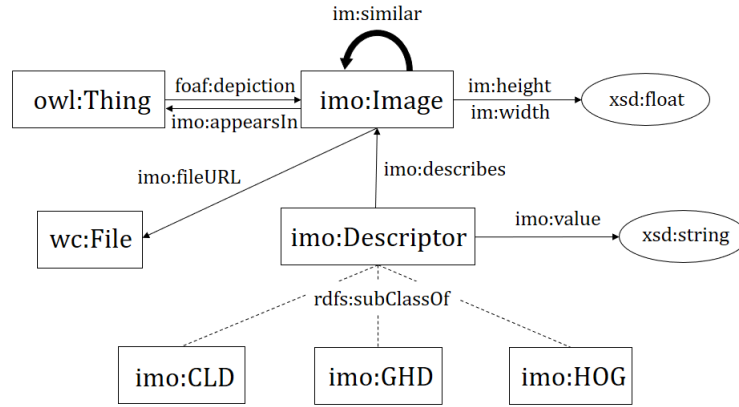 im:similar
owl:Thing
foaf:depiction
imo:appearsIn
imo:Image
im:height
im:width
xsd:float
imo:fileURL
imo:describes
wc:File
imo:Descriptor
imo:value
xsd:string
rdfs:subClassOf
imo:CLD
imo:GHD
imo:HOG